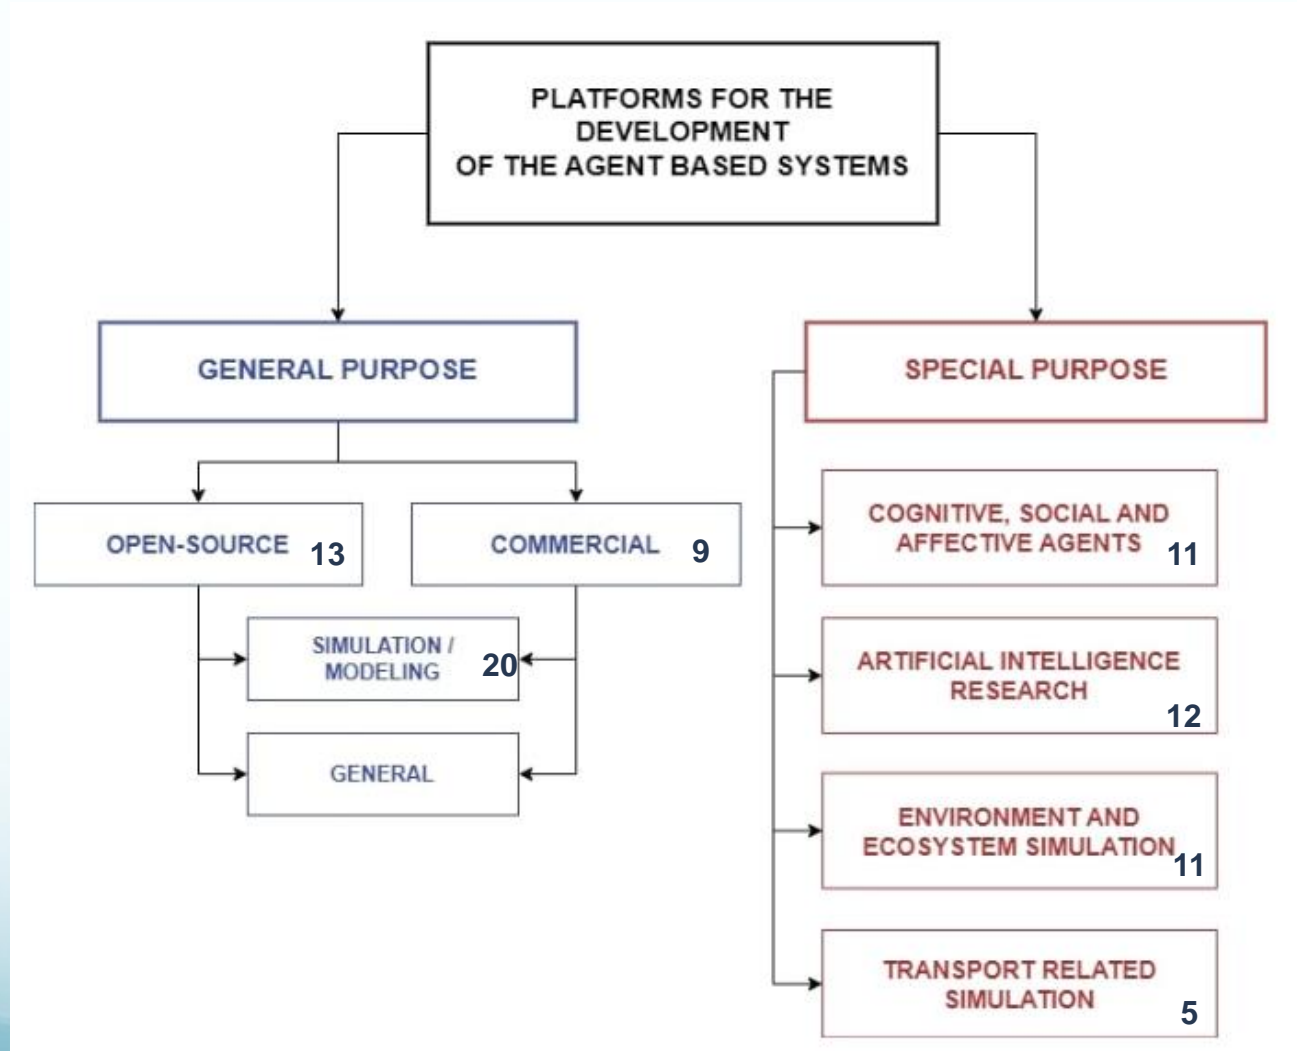 PLATFORMS FOR THE
DEVELOPMENT
OF THE AGENT BASED SYSTEMS
GENERAL PURPOSE
SPECIAL PURPOSE
OPEN-SOURCE 13
COMMERCIAL 9
SIMULATION /
MODELING 20
GENERAL
COGNITIVE, SOCIAL AND
AFFECTIVE AGENTS 11
ARTIFICIAL INTELLIGENCE
RESEARCH
12
ENVIRONMENT AND
ECOSYSTEM SIMULATION
11
TRANSPORT RELATED
SIMULATION
5